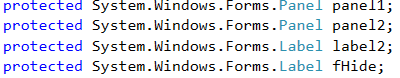 protected System.Windows.Forms.Panel panel1;
protected System.Windows.Forms.Panel panel2;
protected System.Windows.Forms.Label label2;
protected System.Windows.Forms.Label fHide;